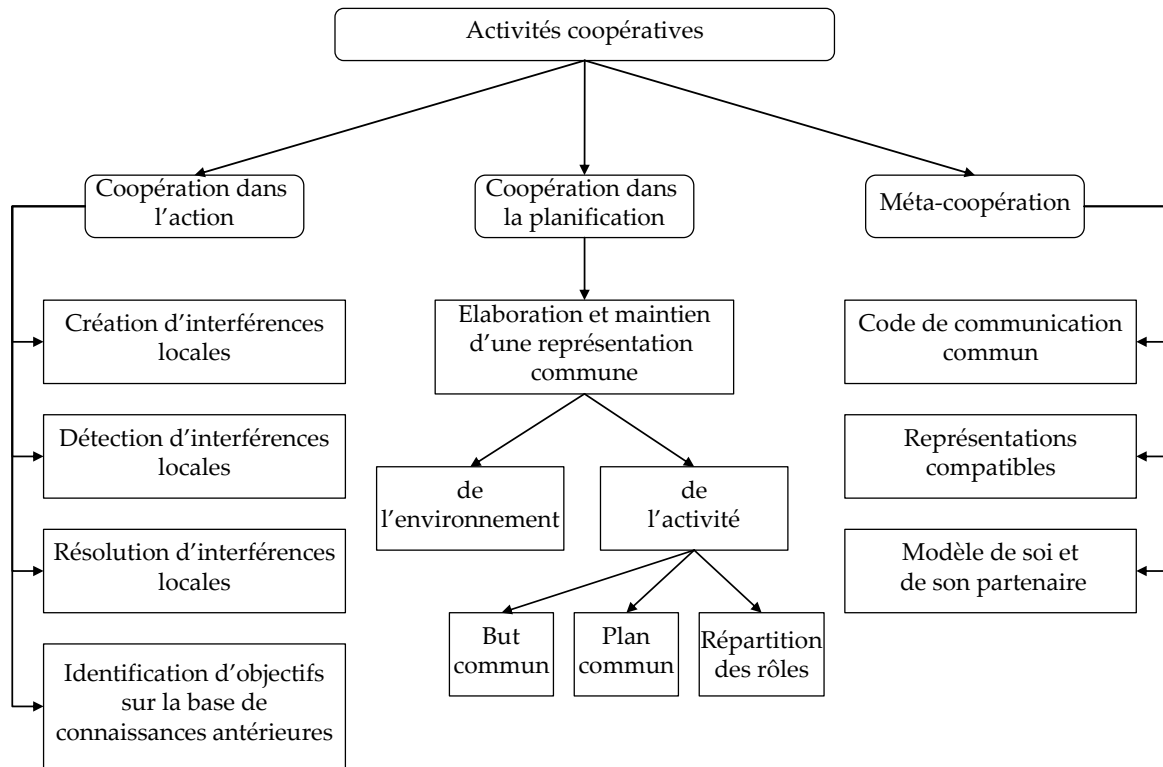 Activités coopératives
Coopération dans
l’action
Coopération dans
la planification
Méta-coopération
Création d’interférences
locales
Détection d’interférences
locales
Résolution d’interférences
locales
Identification d’objectifs
sur la base de
connaissances antérieures
Elaboration et maintien
d’une représentation
commune
de
l’environnement
de
l’activité
But
commun
Plan
commun
Répartition
des rôles
Code de communication
commun
Représentations
compatibles
Modèle de soi et
de son partenaire